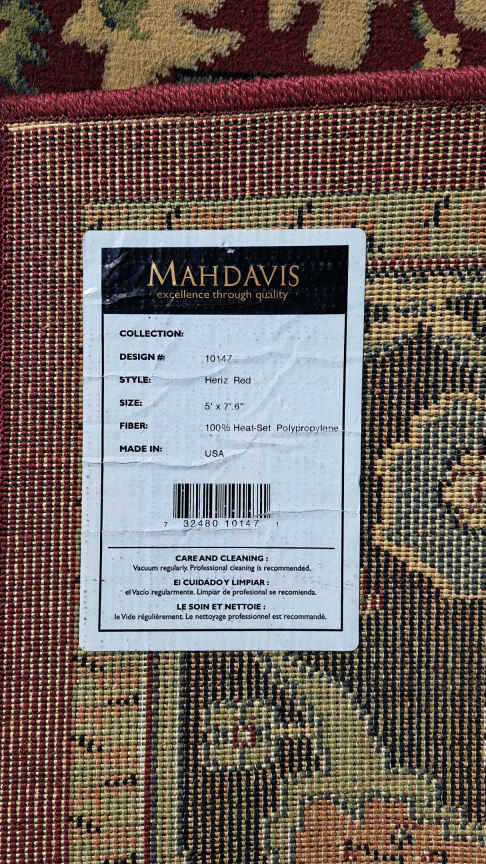 MAHDAVIS
excellence through quality
COLLECTION:
DESIGN #: 10147
STYLE: Heriz Red
SIZE: 5' x 7'.6"
FIBER: 100% Heat-Set Polypropylene
MADE IN: USA
7 32480 10147 1
CARE AND CLEANING :
Vacuum regularly. Professional cleaning is recommended.
El CUIDADO Y LIMPIAR :
el Vacio regularmente. Limpiar de profesional se recomienda.
LE SOIN ET NETTOIE :
le Vide régulièrement. Le nettoyage professionnel est recommandé.